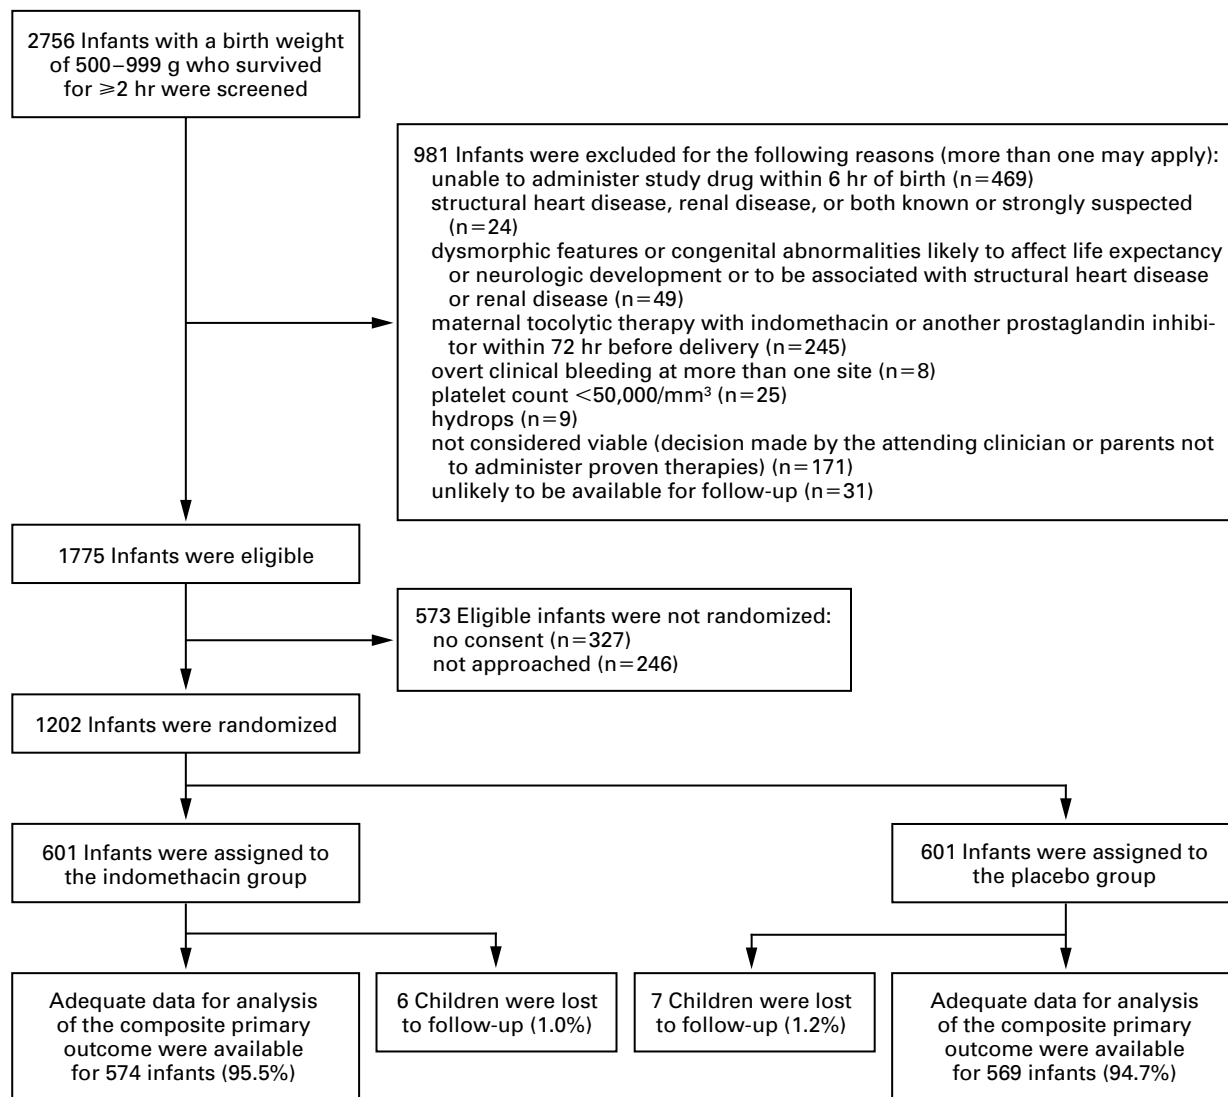 2756 Infants with a birth weight
of 500–999 g who survived
for ⩾2 hr were screened
981 Infants were excluded for the following reasons (more than one may apply):
unable to administer study drug within 6 hr of birth (n=469)
structural heart disease, renal disease, or both known or strongly suspected
(n=24)
dysmorphic features or congenital abnormalities likely to affect life expectancy
or neurologic development or to be associated with structural heart disease
or renal disease (n=49)
maternal tocolytic therapy with indomethacin or another prostaglandin inhibi-
tor within 72 hr before delivery (n=245)
overt clinical bleeding at more than one site (n=8)
platelet count <50,000/mm³ (n=25)
hydrops (n=9)
not considered viable (decision made by the attending clinician or parents not
to administer proven therapies) (n=171)
unlikely to be available for follow-up (n=31)
1775 Infants were eligible
573 Eligible infants were not randomized:
no consent (n=327)
not approached (n=246)
1202 Infants were randomized
601 Infants were assigned to
the indomethacin group
601 Infants were assigned to
the placebo group
Adequate data for analysis
of the composite primary
outcome were available
for 574 infants (95.5%)
6 Children were lost
to follow-up (1.0%)
7 Children were lost
to follow-up (1.2%)
Adequate data for analysis
of the composite primary
outcome were available
for 569 infants (94.7%)